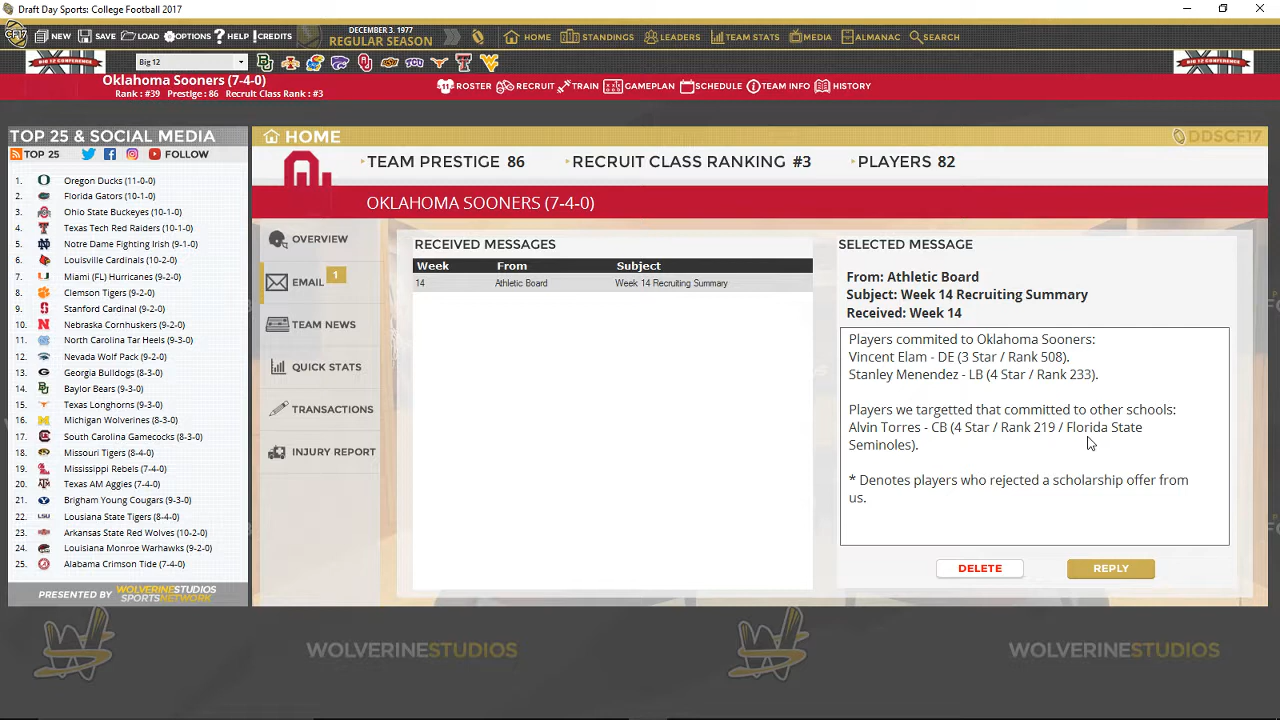 Draft Day Sports: College Football 2017
NEW SAVE LOAD OPTIONS HELP CREDITS
DECEMBER 3, 1977
REGULAR SEASON
HOME STANDINGS LEADERS TEAM STATS MEDIA ALMANAC SEARCH
BIG 12 CONFERENCE
Big 12
BIG 12 CONFERENCE
Oklahoma Sooners (7-4-0)
Rank : #39 Prestige : 86 Recruit Class Rank : #3
ROSTER RECRUIT TRAIN GAMEPLAN SCHEDULE TEAM INFO HISTORY
TOP 25 & SOCIAL MEDIA
TOP 25 FOLLOW
1. Oregon Ducks (11-0-0)
2. Florida Gators (10-1-0)
3. Ohio State Buckeyes (10-1-0)
4. Texas Tech Red Raiders (10-1-0)
5. Notre Dame Fighting Irish (9-1-0)
6. Louisville Cardinals (10-2-0)
7. Miami (FL) Hurricanes (9-2-0)
8. Clemson Tigers (9-2-0)
9. Stanford Cardinal (9-2-0)
10. Nebraska Cornhuskers (9-2-0)
11. North Carolina Tar Heels (9-3-0)
12. Nevada Wolf Pack (9-2-0)
13. Georgia Bulldogs (8-3-0)
14. Baylor Bears (9-3-0)
15. Texas Longhorns (9-3-0)
16. Michigan Wolverines (8-3-0)
17. South Carolina Gamecocks (8-3-0)
18. Missouri Tigers (8-4-0)
19. Mississippi Rebels (7-4-0)
20. Texas AM Aggies (7-4-0)
21. Brigham Young Cougars (9-3-0)
22. Lousiana State Tigers (8-4-0)
23. Arkansas State Red Wolves (10-2-0)
24. Louisiana Monroe Warhawks (9-2-0)
25. Alabama Crimson Tide (7-4-0)
PRESENTED BY WOLVERINESTUDIOS
SPORTSNETWORK
HOME
DDSCF17
TEAM PRESTIGE 86 RECRUIT CLASS RANKING #3 PLAYERS 82
OKLAHOMA SOONERS (7-4-0)
OVERVIEW
EMAIL 1
TEAM NEWS
QUICK STATS
TRANSACTIONS
INJURY REPORT
RECEIVED MESSAGES
Week From Subject
14 Athletic Board Week 14 Recruiting Summary
SELECTED MESSAGE
From: Athletic Board
Subject: Week 14 Recruiting Summary
Received: Week 14
Players commited to Oklahoma Sooners:
Vincent Elam - DE (3 Star / Rank 508).
Stanley Menendez - LB (4 Star / Rank 233).
Players we targetted that committed to other schools:
Alvin Torres - CB (4 Star / Rank 219 / Florida State
Seminoles).
* Denotes players who rejected a scholarship offer from
us.
DELETE REPLY
WOLVERINESTUDIOS WOLVERINESTUDIOS